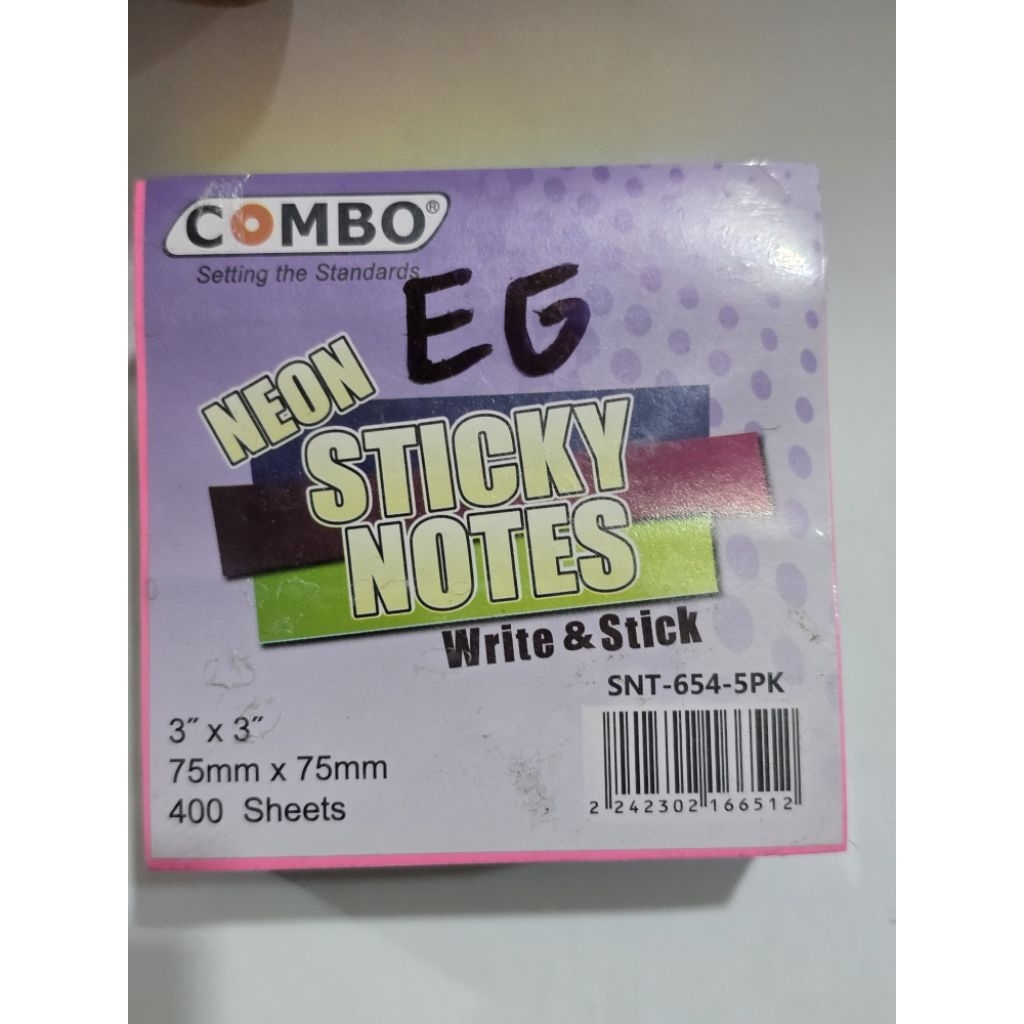 COMBO®
Setting the Standards
EG
NEON
STICKY
NOTES
Write & Stick
SNT-654-5PK
3" x 3"
75mm x 75mm
400 Sheets
2 242302 166512